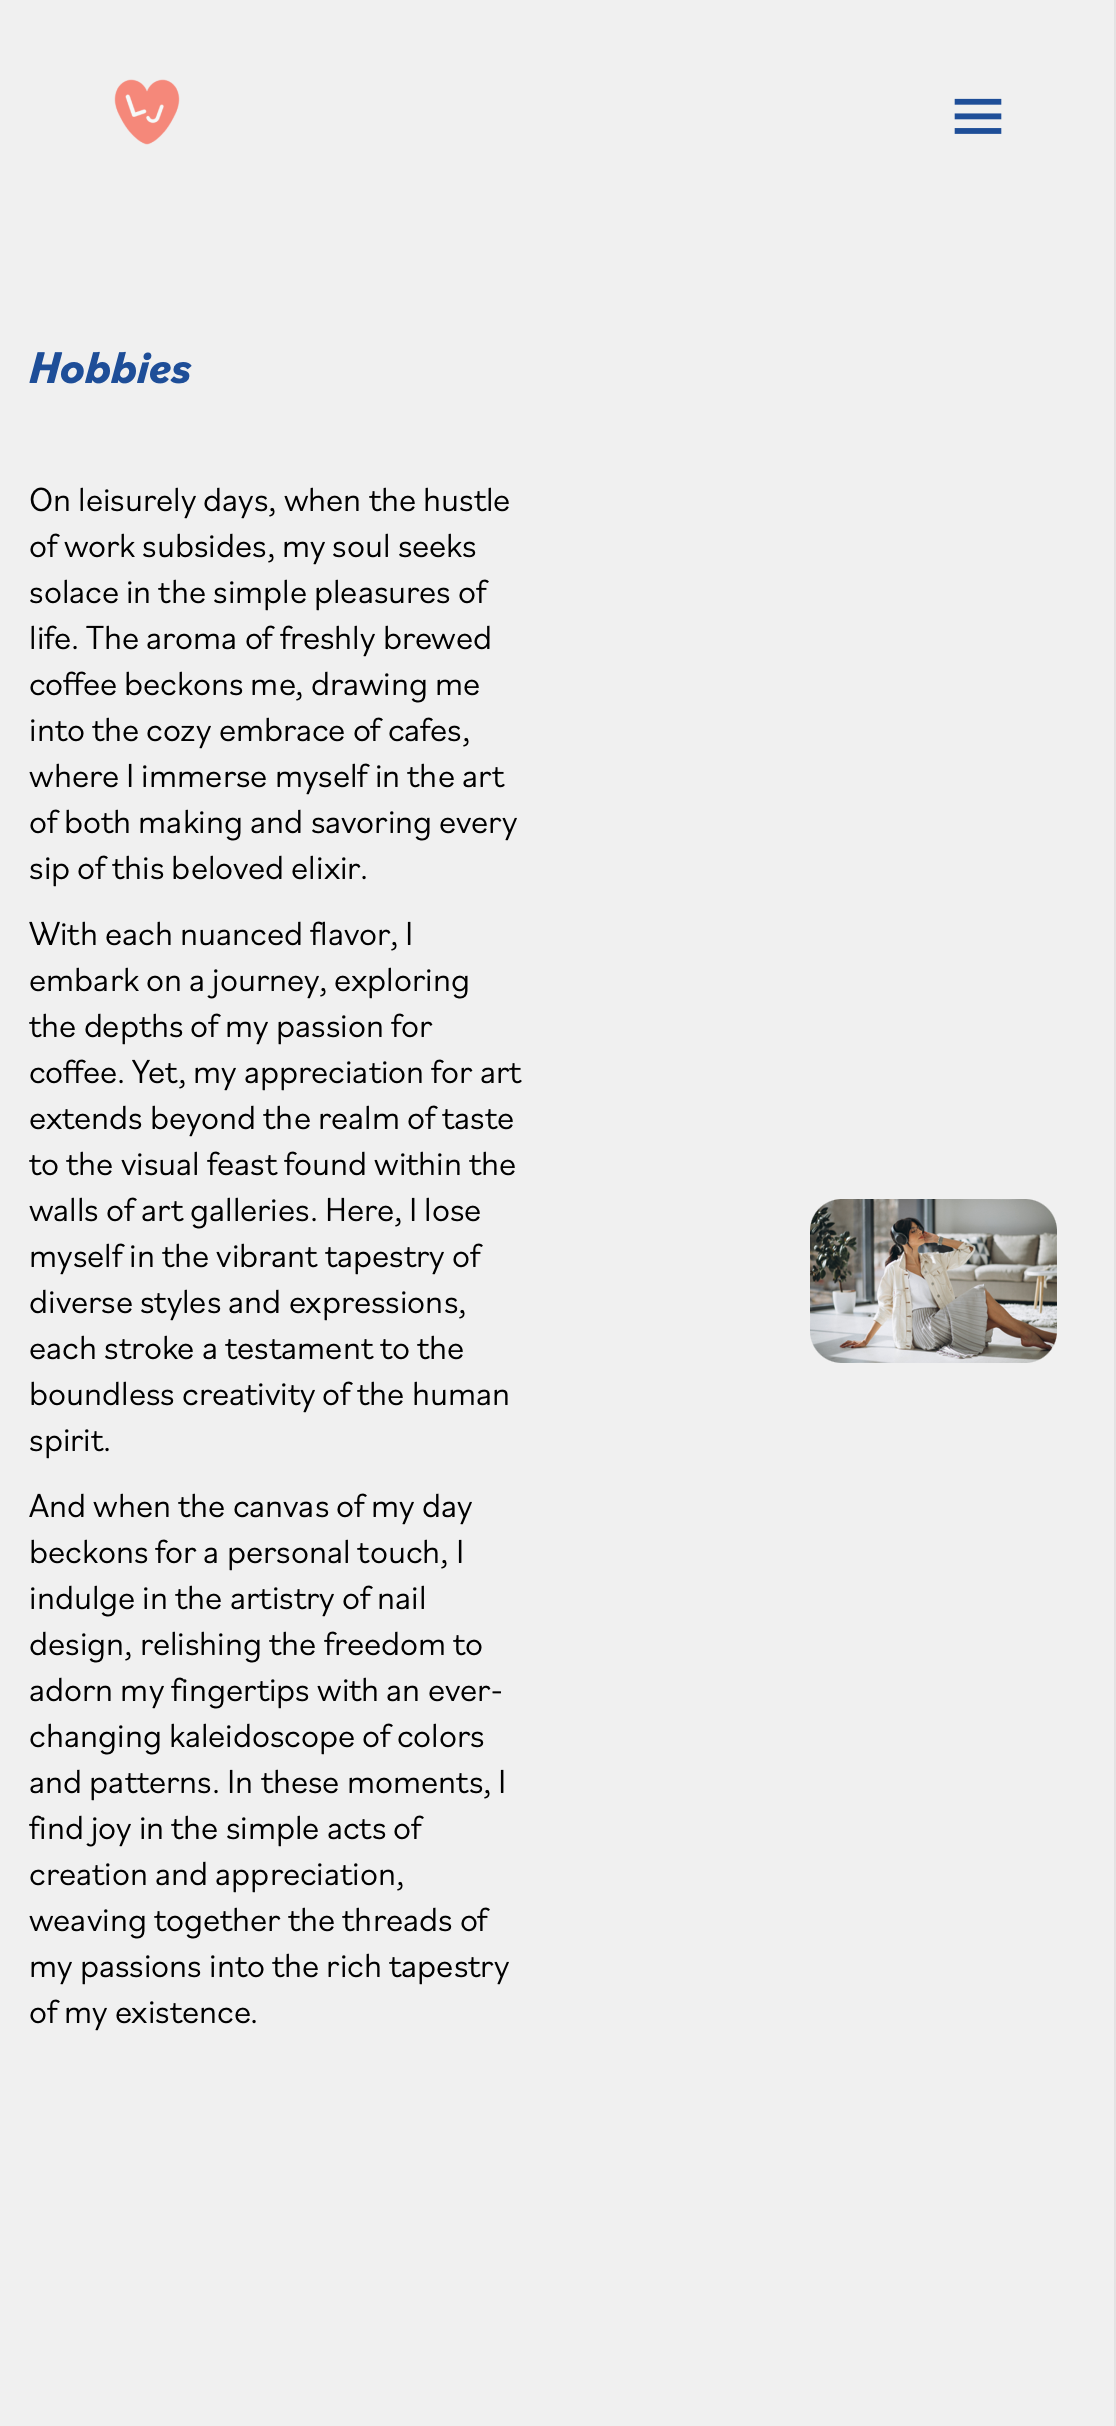 LJ
Hobbies
On leisurely days, when the hustle
of work subsides, my soul seeks
solace in the simple pleasures of
life. The aroma of freshly brewed
coffee beckons me, drawing me
into the cozy embrace of cafes,
where I immerse myself in the art
of both making and savoring every
sip of this beloved elixir.
With each nuanced flavor, I
embark on a journey, exploring
the depths of my passion for
coffee. Yet, my appreciation for art
extends beyond the realm of taste
to the visual feast found within the
walls of art galleries. Here, I lose
myself in the vibrant tapestry of
diverse styles and expressions,
each stroke a testament to the
boundless creativity of the human
spirit.
And when the canvas of my day
beckons for a personal touch, I
indulge in the artistry of nail
design, relishing the freedom to
adorn my fingertips with an ever-
changing kaleidoscope of colors
and patterns. In these moments, I
find joy in the simple acts of
creation and appreciation,
weaving together the threads of
my passions into the rich tapestry
of my existence.